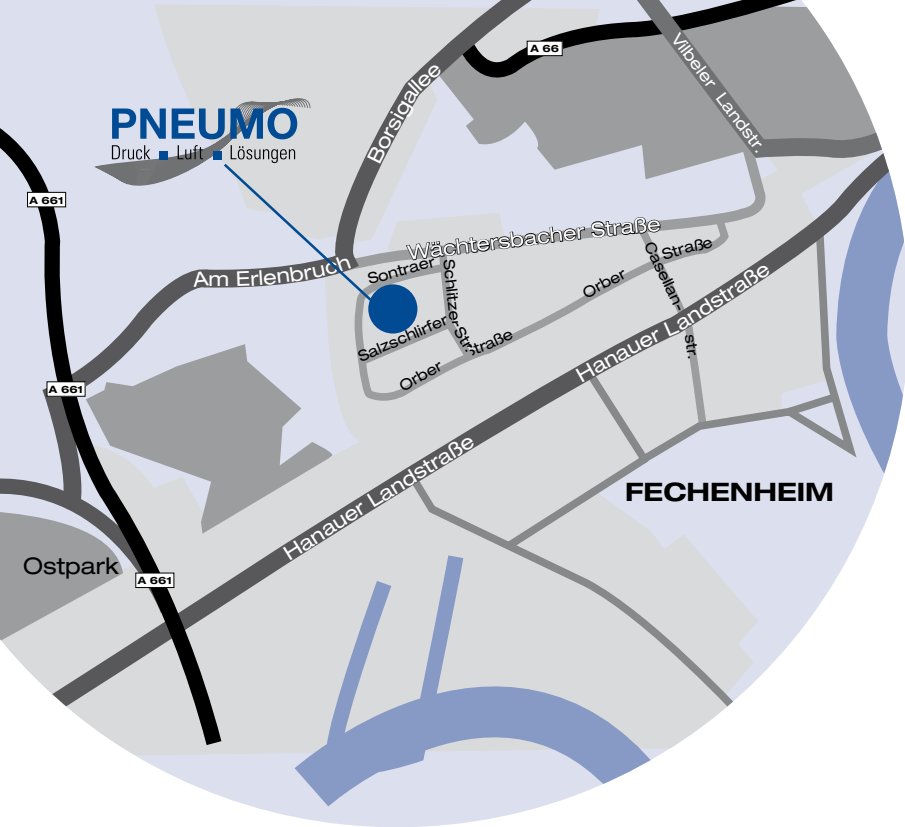 A 66
Vilbeler Landstr.
Borsigallee
PNEUMO
Druck ■ Luft ■ Lösungen
A 661
Wächtersbacher Straße
Am Erlenbruch
Sontraer
Schlitzer Str.
Orber
Straße
Casellan-
str.
Salzschlirfer
Orber
Straße
Hanauer Landstraße
A 661
Hanauer Landstraße
FECHENHEIM
Ostpark
A 661